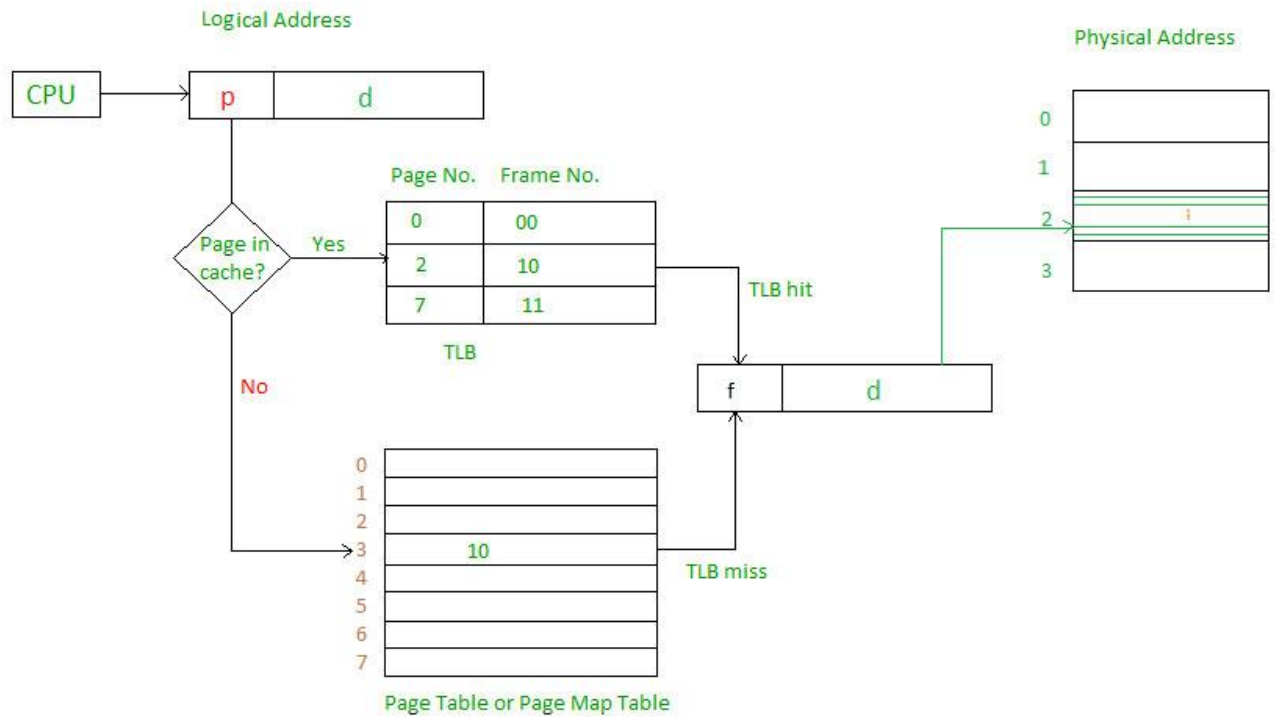 Logical Address
Physical Address
CPU
p d
0
1
2 i
3
Page No. Frame No.
0 00
2 10
7 11
TLB
Page in
cache?
Yes
No
TLB hit
f d
0
1
2
3 10
4
5
6
7
TLB miss
Page Table or Page Map Table